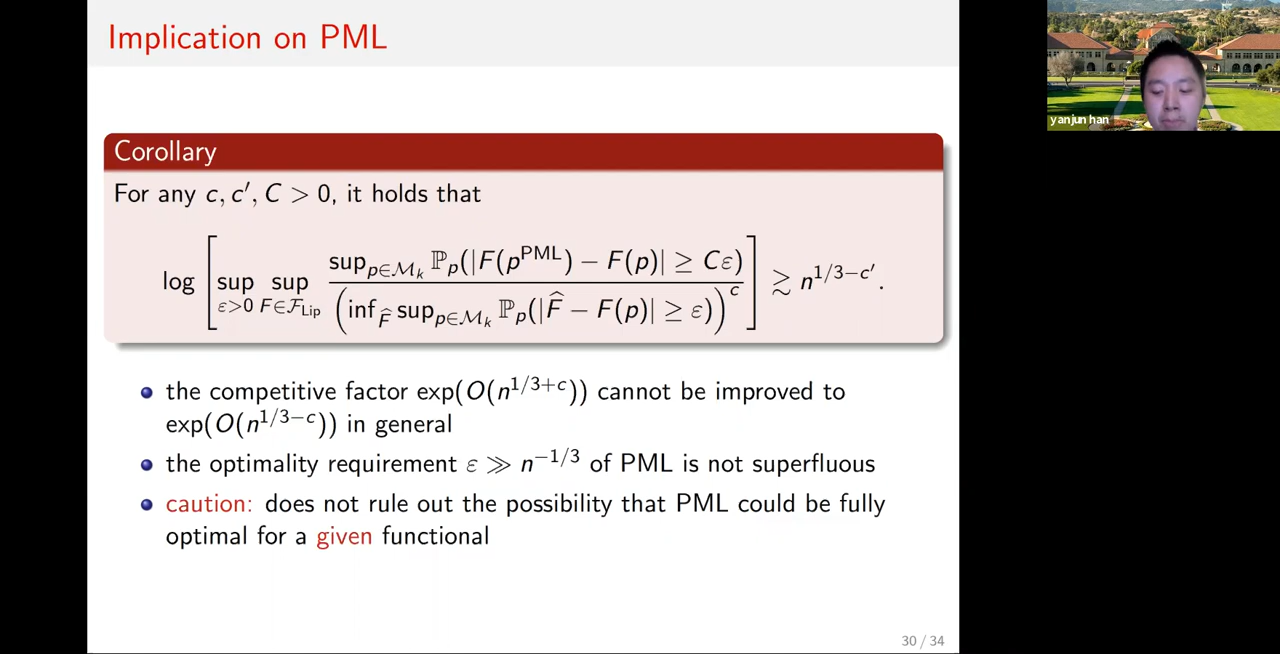 Implication on PML
yanjun han
Corollary
For any c, c′, C > 0, it holds that
log [ sup_{ε>0} sup_{F∈𝓕_Lip} sup_{p∈𝓜_k} ℙ_p(|F(p^PML) − F(p)| ≥ Cε) / (inf_{F̂} sup_{p∈𝓜_k} ℙ_p(|F̂ − F(p)| ≥ ε))^c ] ≳ n^{1/3−c′}.
the competitive factor exp(O(n^{1/3+c})) cannot be improved to
exp(O(n^{1/3−c})) in general
the optimality requirement ε ≫ n^{−1/3} of PML is not superfluous
caution: does not rule out the possibility that PML could be fully
optimal for a given functional
30 / 34